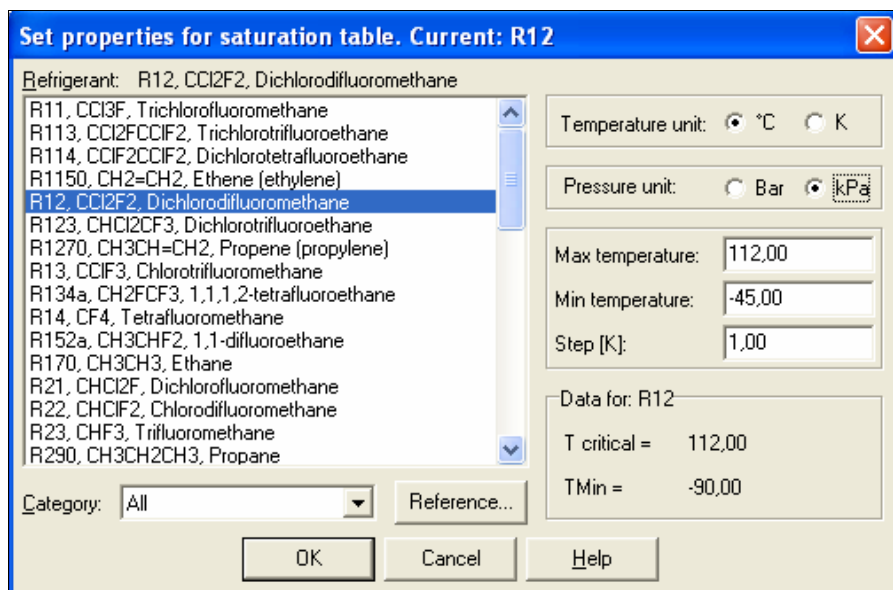 Set properties for saturation table. Current: R12
Refrigerant: R12, CCl2F2, Dichlorodifluoromethane
R11, CCl3F, Trichlorofluoromethane
R113, CCl2FCClF2, Trichlorotrifluoroethane
R114, CClF2CClF2, Dichlorotetrafluoroethane
R1150, CH2=CH2, Ethene (ethylene)
R12, CCl2F2, Dichlorodifluoromethane
R123, CHCl2CF3, Dichlorotrifluoroethane
R1270, CH3CH=CH2, Propene (propylene)
R13, CClF3, Chlorotrifluoromethane
R134a, CH2FCF3, 1,1,1,2-tetrafluoroethane
R14, CF4, Tetrafluoromethane
R152a, CH3CHF2, 1,1-difluoroethane
R170, CH3CH3, Ethane
R21, CHCl2F, Dichlorofluoromethane
R22, CHClF2, Chlorodifluoromethane
R23, CHF3, Trifluoromethane
R290, CH3CH2CH3, Propane
Category: All
Reference...
Temperature unit: °C K
Pressure unit: Bar kPa
Max temperature: 112,00
Min temperature: -45,00
Step [K]: 1,00
Data for: R12
T critical = 112,00
TMin = -90,00
OK Cancel Help